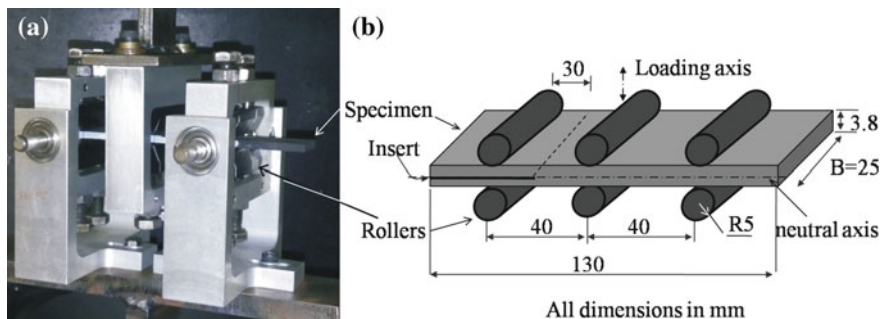 (a)
(b)
30
Loading axis
Specimen
3.8
Insert
B=25
Rollers
40
40
R5
neutral axis
130
All dimensions in mm